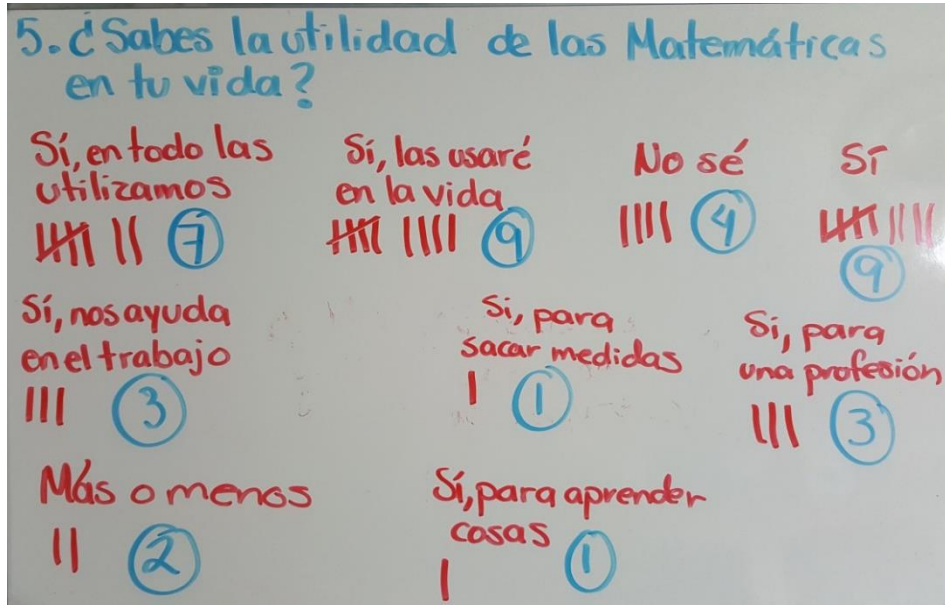 5. ¿Sabes la utilidad de las Matemáticas
en tu vida?
Sí, en todo las
utilizamos
7
Sí, las usaré
en la vida
9
No sé
4
Sí
9
Sí, nos ayuda
en el trabajo
3
Si, para
sacar medidas
1
Si, para
una profesión
3
Más o menos
2
Sí, para aprender
cosas
1